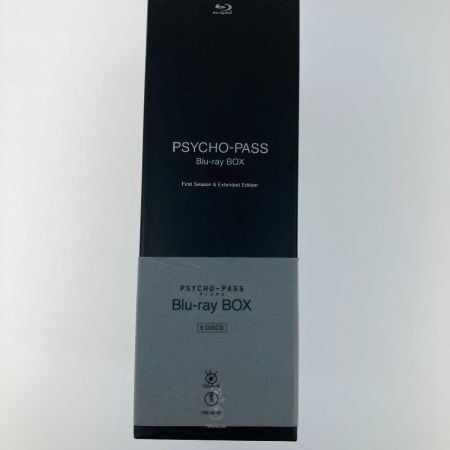 PSYCHO-PASS
Blu-ray BOX
First Season & Extended Edition
PSYCHO-PASS
サイコパス
Blu-ray BOX
6 DISCS